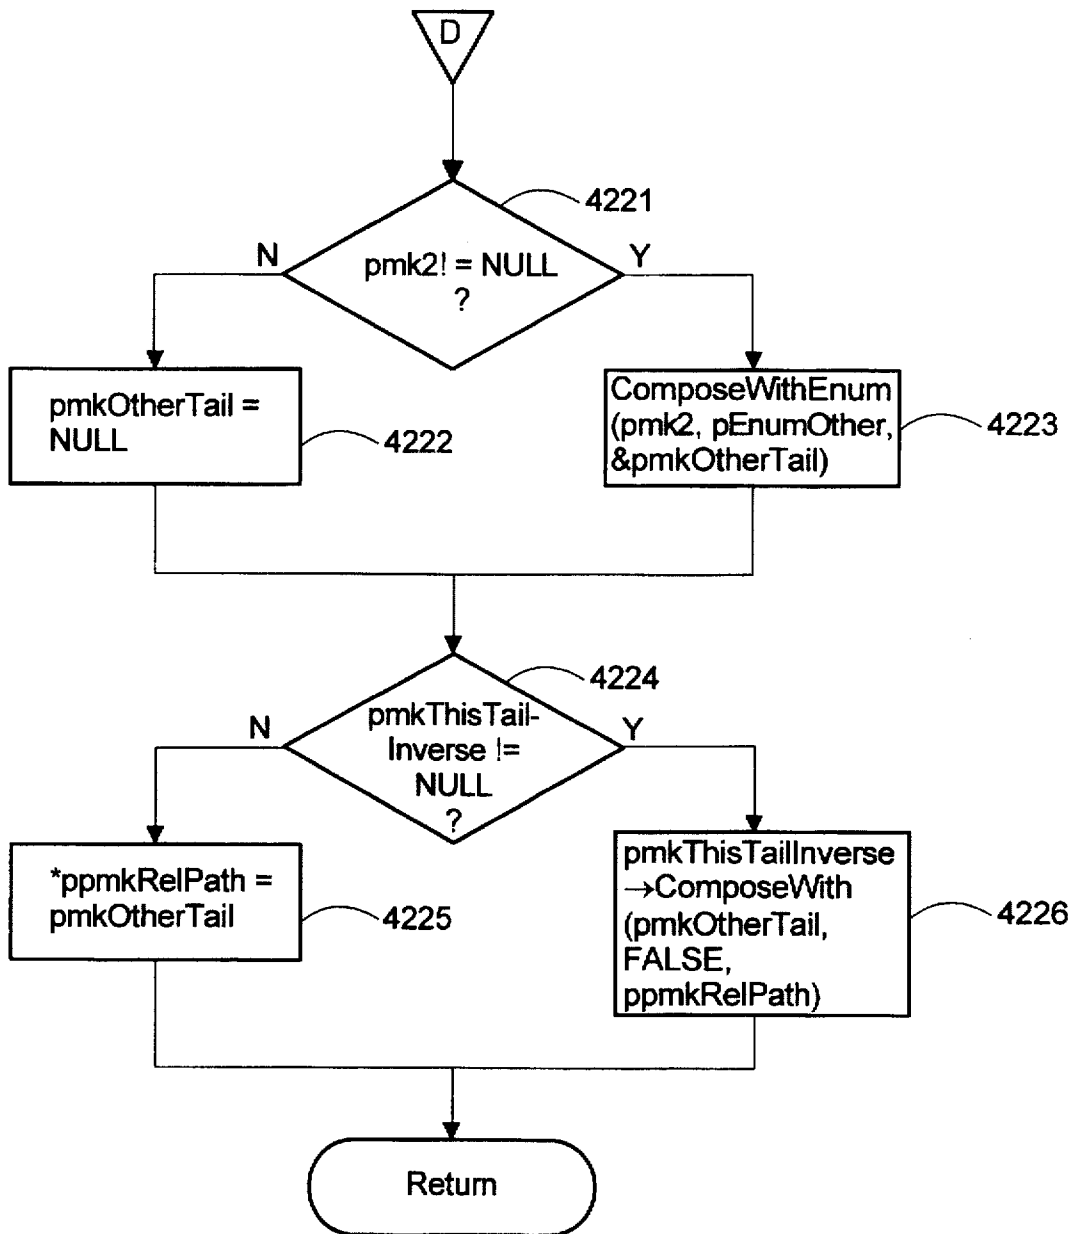 D
4221
N
Y
pmk2! = NULL
?
pmkOtherTail =
NULL
4222
ComposeWithEnum
(pmk2, pEnumOther,
&pmkOtherTail)
4223
4224
N
Y
pmkThisTail-
Inverse !=
NULL
?
*ppmkRelPath =
pmkOtherTail
4225
pmkThisTailInverse
→ComposeWith
(pmkOtherTail,
FALSE,
ppmkRelPath)
4226
Return